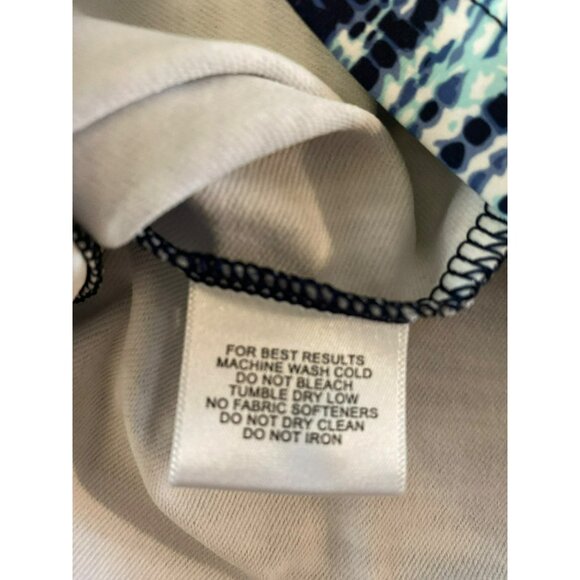 FOR BEST RESULTS
MACHINE WASH COLD
DO NOT BLEACH
TUMBLE DRY LOW
NO FABRIC SOFTENERS
DO NOT DRY CLEAN
DO NOT IRON